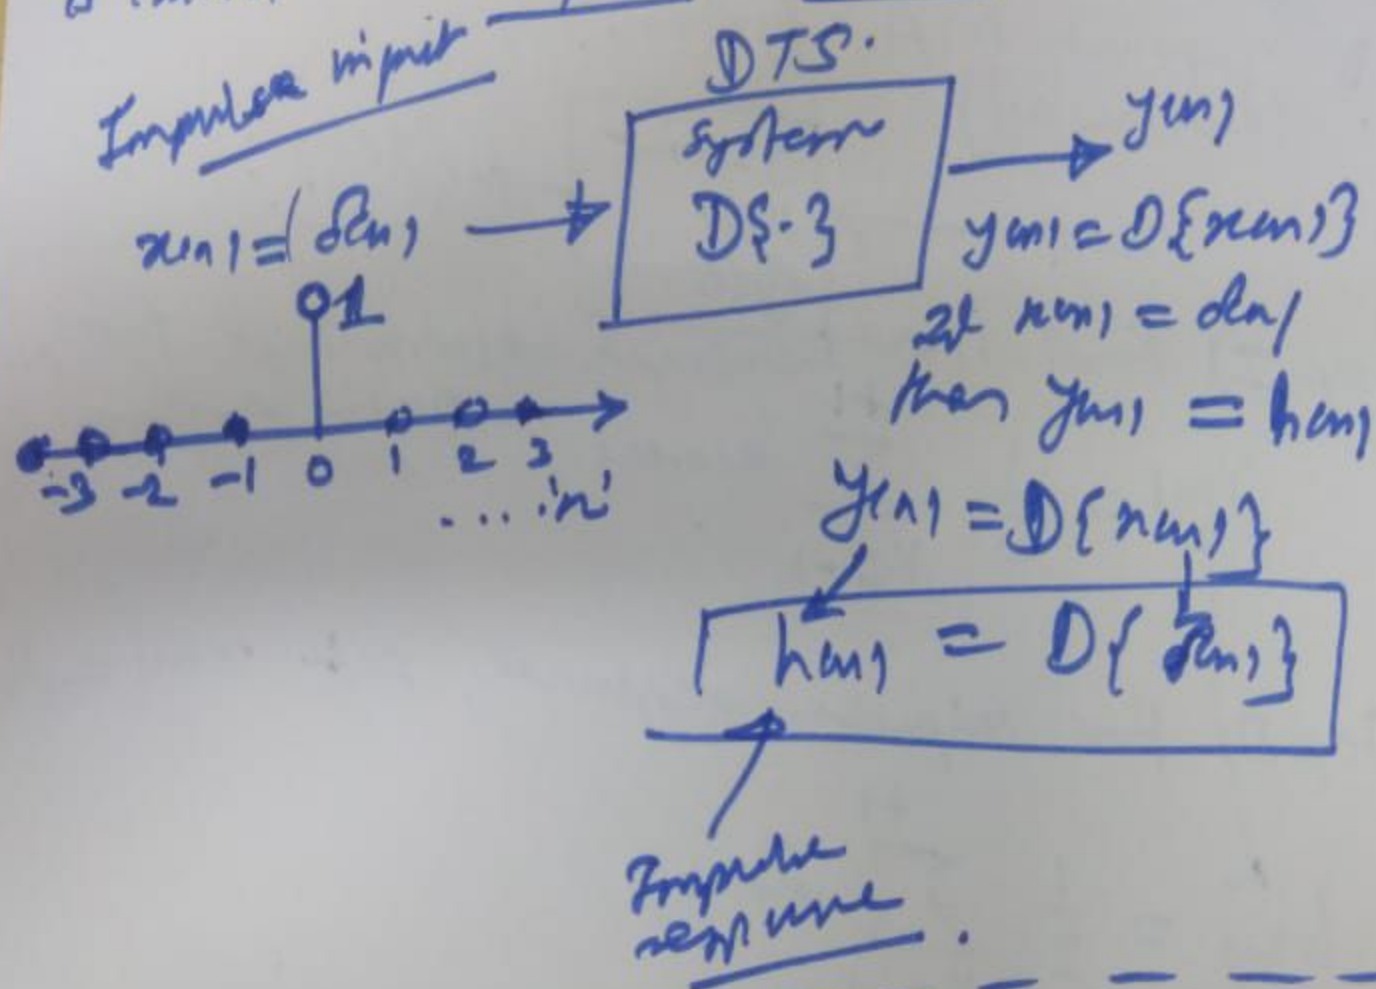 Impulse input
DTS.
system
D{·}
x(n) = δ(n)
y(n)
y(n) = D{x(n)}
1
-3 -2 -1 0 1 2 3
.... 'n'
If x(n) = δ(n)
then y(n) = h(n)
y(n) = D{x(n)}
h(n) = D{δ(n)}
Impulse
response.